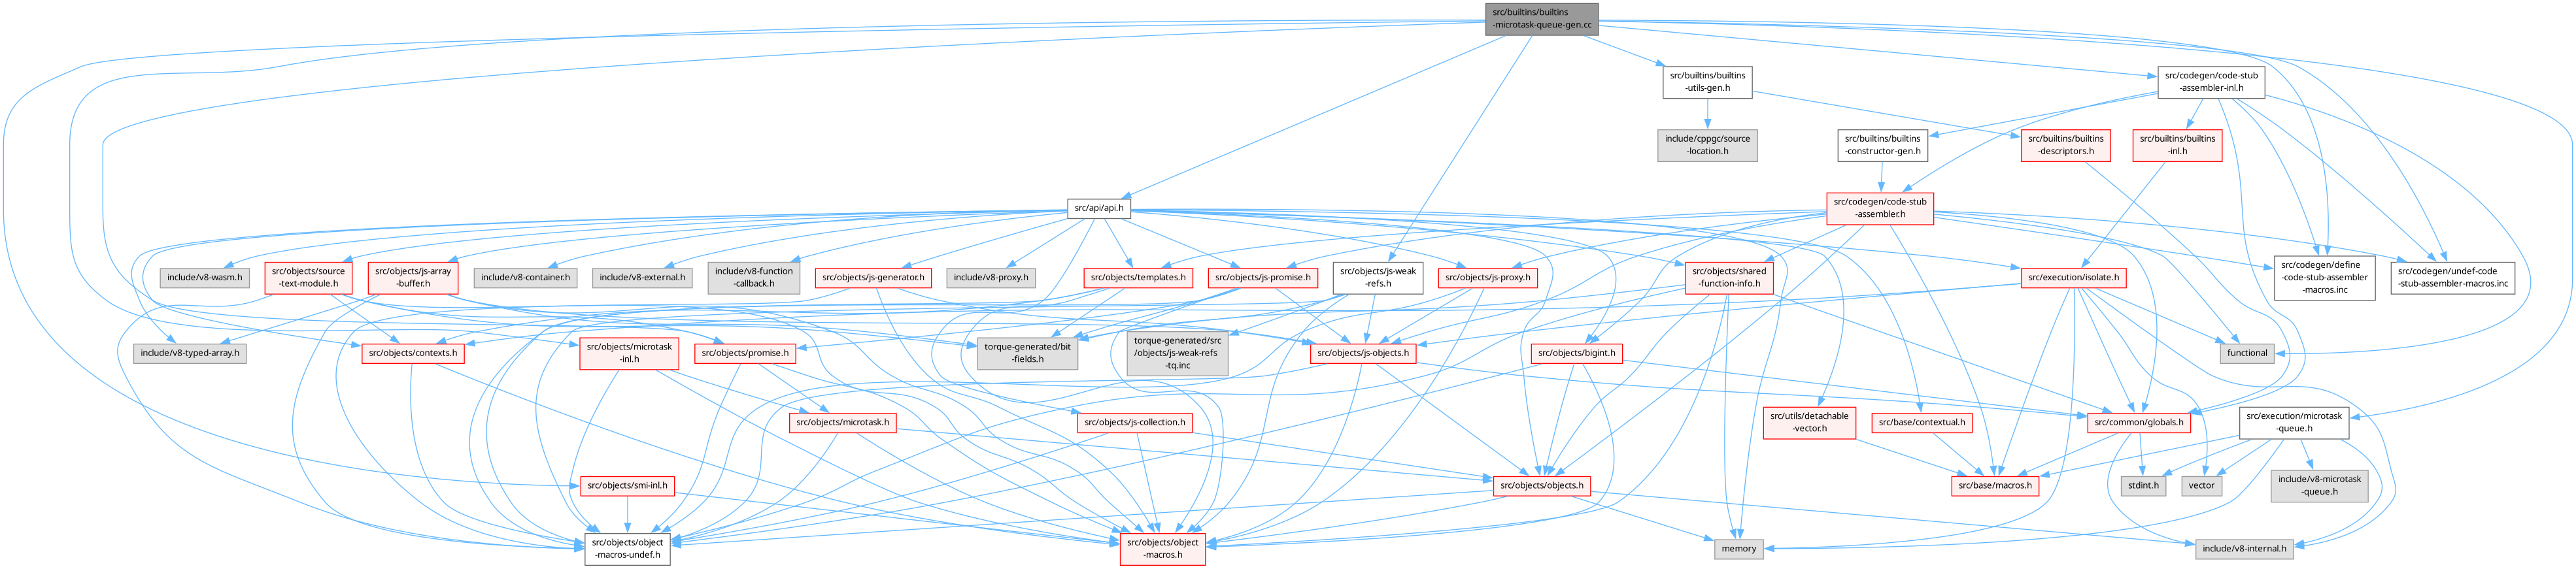 src/builtins/builtins
-microtask-queue-gen.cc
src/builtins/builtins
-utils-gen.h
src/codegen/code-stub
-assembler-inl.h
include/cppgc/source
-location.h
src/builtins/builtins
-constructor-gen.h
src/builtins/builtins
-descriptors.h
src/builtins/builtins
-inl.h
src/api/api.h
src/codegen/code-stub
-assembler.h
include/v8-wasm.h
src/objects/source
-text-module.h
src/objects/js-array
-buffer.h
include/v8-container.h
include/v8-external.h
include/v8-function
-callback.h
src/objects/js-generator.h
include/v8-proxy.h
src/objects/templates.h
src/objects/js-promise.h
src/objects/js-weak
-refs.h
src/objects/js-proxy.h
src/objects/shared
-function-info.h
src/execution/isolate.h
src/codegen/define
-code-stub-assembler
-macros.inc
src/codegen/undef-code
-stub-assembler-macros.inc
include/v8-typed-array.h
src/objects/contexts.h
src/objects/microtask
-inl.h
src/objects/promise.h
torque-generated/bit
-fields.h
torque-generated/src
/objects/js-weak-refs
-tq.inc
src/objects/js-objects.h
src/objects/bigint.h
functional
src/objects/microtask.h
src/objects/js-collection.h
src/utils/detachable
-vector.h
src/base/contextual.h
src/common/globals.h
src/execution/microtask
-queue.h
src/objects/smi-inl.h
src/objects/objects.h
src/base/macros.h
stdint.h
vector
include/v8-microtask
-queue.h
src/objects/object
-macros-undef.h
src/objects/object
-macros.h
memory
include/v8-internal.h